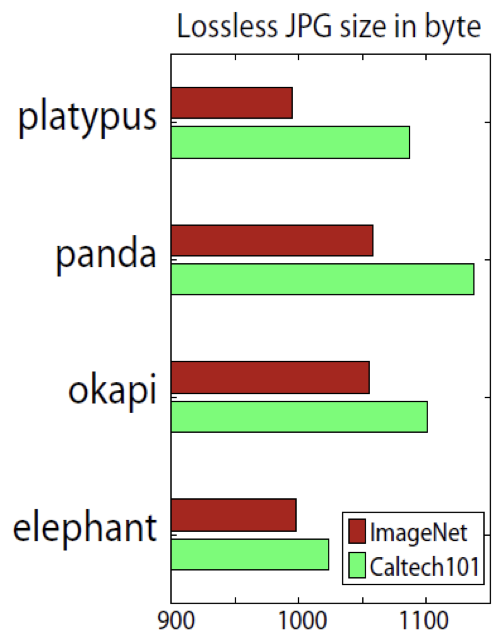 Lossless JPG size in byte
platypus
panda
okapi
elephant
ImageNet
Caltech101
900 1000 1100